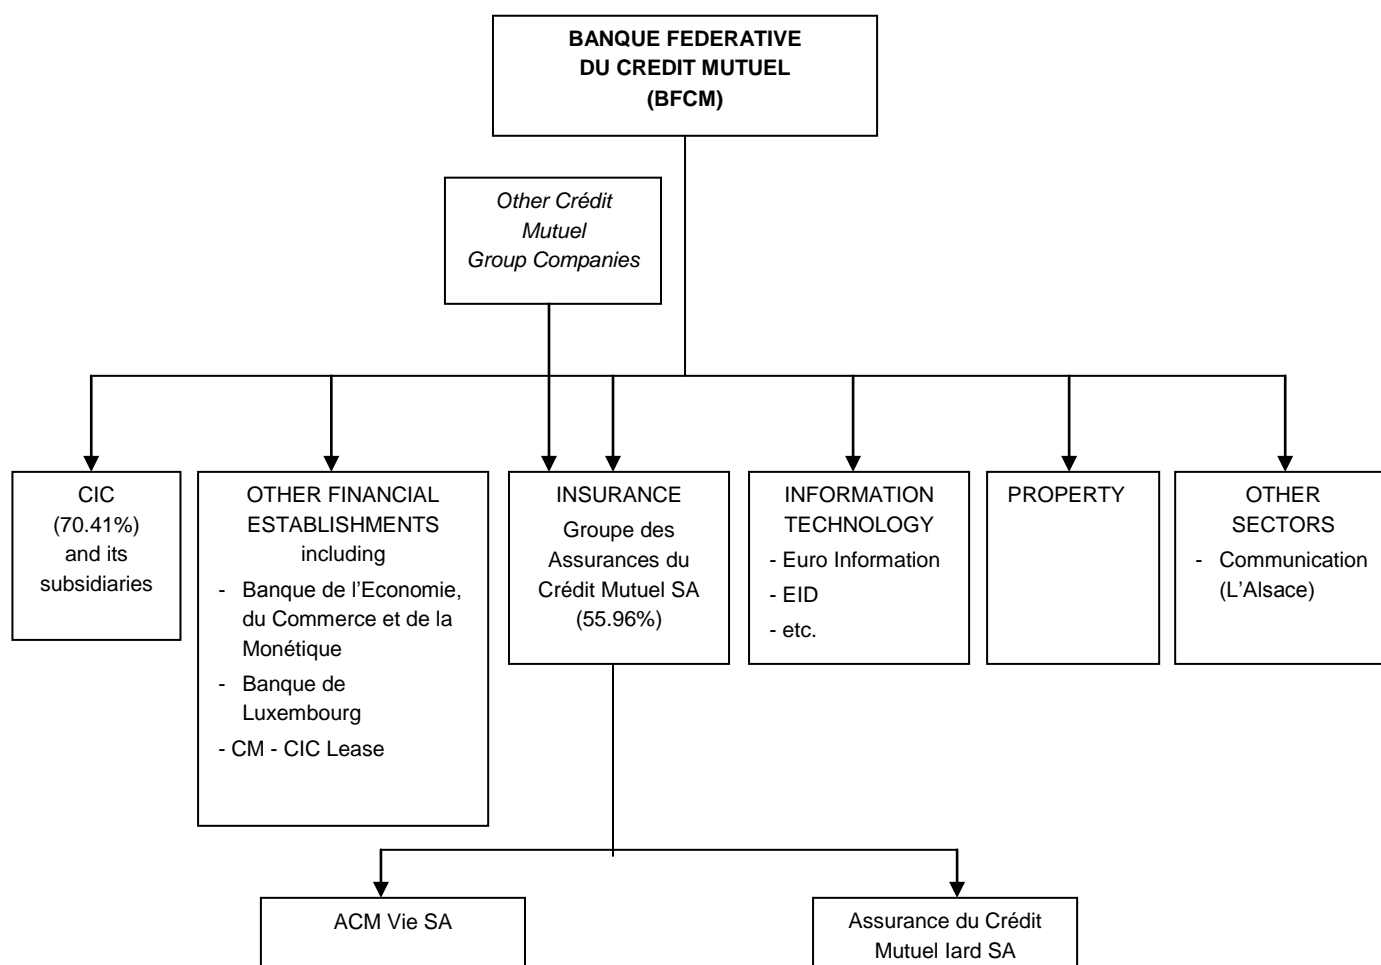 BANQUE FEDERATIVE
DU CREDIT MUTUEL
(BFCM)
Other Crédit
Mutuel
Group Companies
CIC
(70.41%)
and its
subsidiaries
OTHER FINANCIAL
ESTABLISHMENTS
including
- Banque de l’Economie,
du Commerce et de la
Monétique
- Banque de
Luxembourg
- CM - CIC Lease
INSURANCE
Groupe des
Assurances du
Crédit Mutuel SA
(55.96%)
INFORMATION
TECHNOLOGY
- Euro Information
- EID
- etc.
PROPERTY
OTHER
SECTORS
- Communication
(L’Alsace)
ACM Vie SA
Assurance du Crédit
Mutuel Iard SA